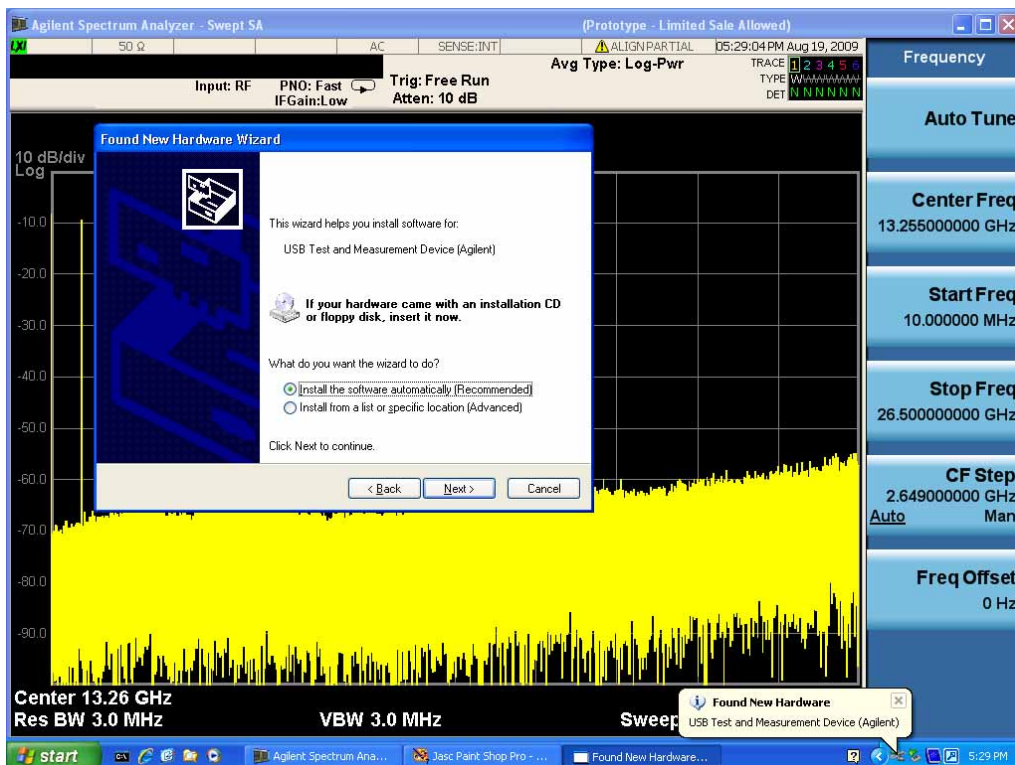 Agilent Spectrum Analyzer - Swept SA
(Prototype - Limited Sale Allowed)
LXI
50 Ω
AC
SENSE:INT
ALIGN PARTIAL
05:29:04 PM Aug 19, 2009
Input: RF
PNO: Fast
IFGain:Low
Trig: Free Run
Atten: 10 dB
Avg Type: Log-Pwr
TRACE 1 2 3 4 5 6
TYPE
DET N N N N N N
10 dB/div
Log
-10.0
-20.0
-30.0
-40.0
-50.0
-60.0
-70.0
-80.0
-90.0
Found New Hardware Wizard
This wizard helps you install software for:
USB Test and Measurement Device (Agilent)
If your hardware came with an installation CD
or floppy disk, insert it now.
What do you want the wizard to do?
Install the software automatically (Recommended)
Install from a list or specific location (Advanced)
Click Next to continue.
< Back
Next >
Cancel
Center 13.26 GHz
Res BW 3.0 MHz
VBW 3.0 MHz
Sweep
Frequency
Auto Tune
Center Freq
13.255000000 GHz
Start Freq
10.000000 MHz
Stop Freq
26.500000000 GHz
CF Step
2.649000000 GHz
Auto Man
Freq Offset
0 Hz
Found New Hardware
USB Test and Measurement Device (Agilent)
start
Agilent Spectrum Ana...
Jasc Paint Shop Pro - ...
Found New Hardware...
5:29 PM